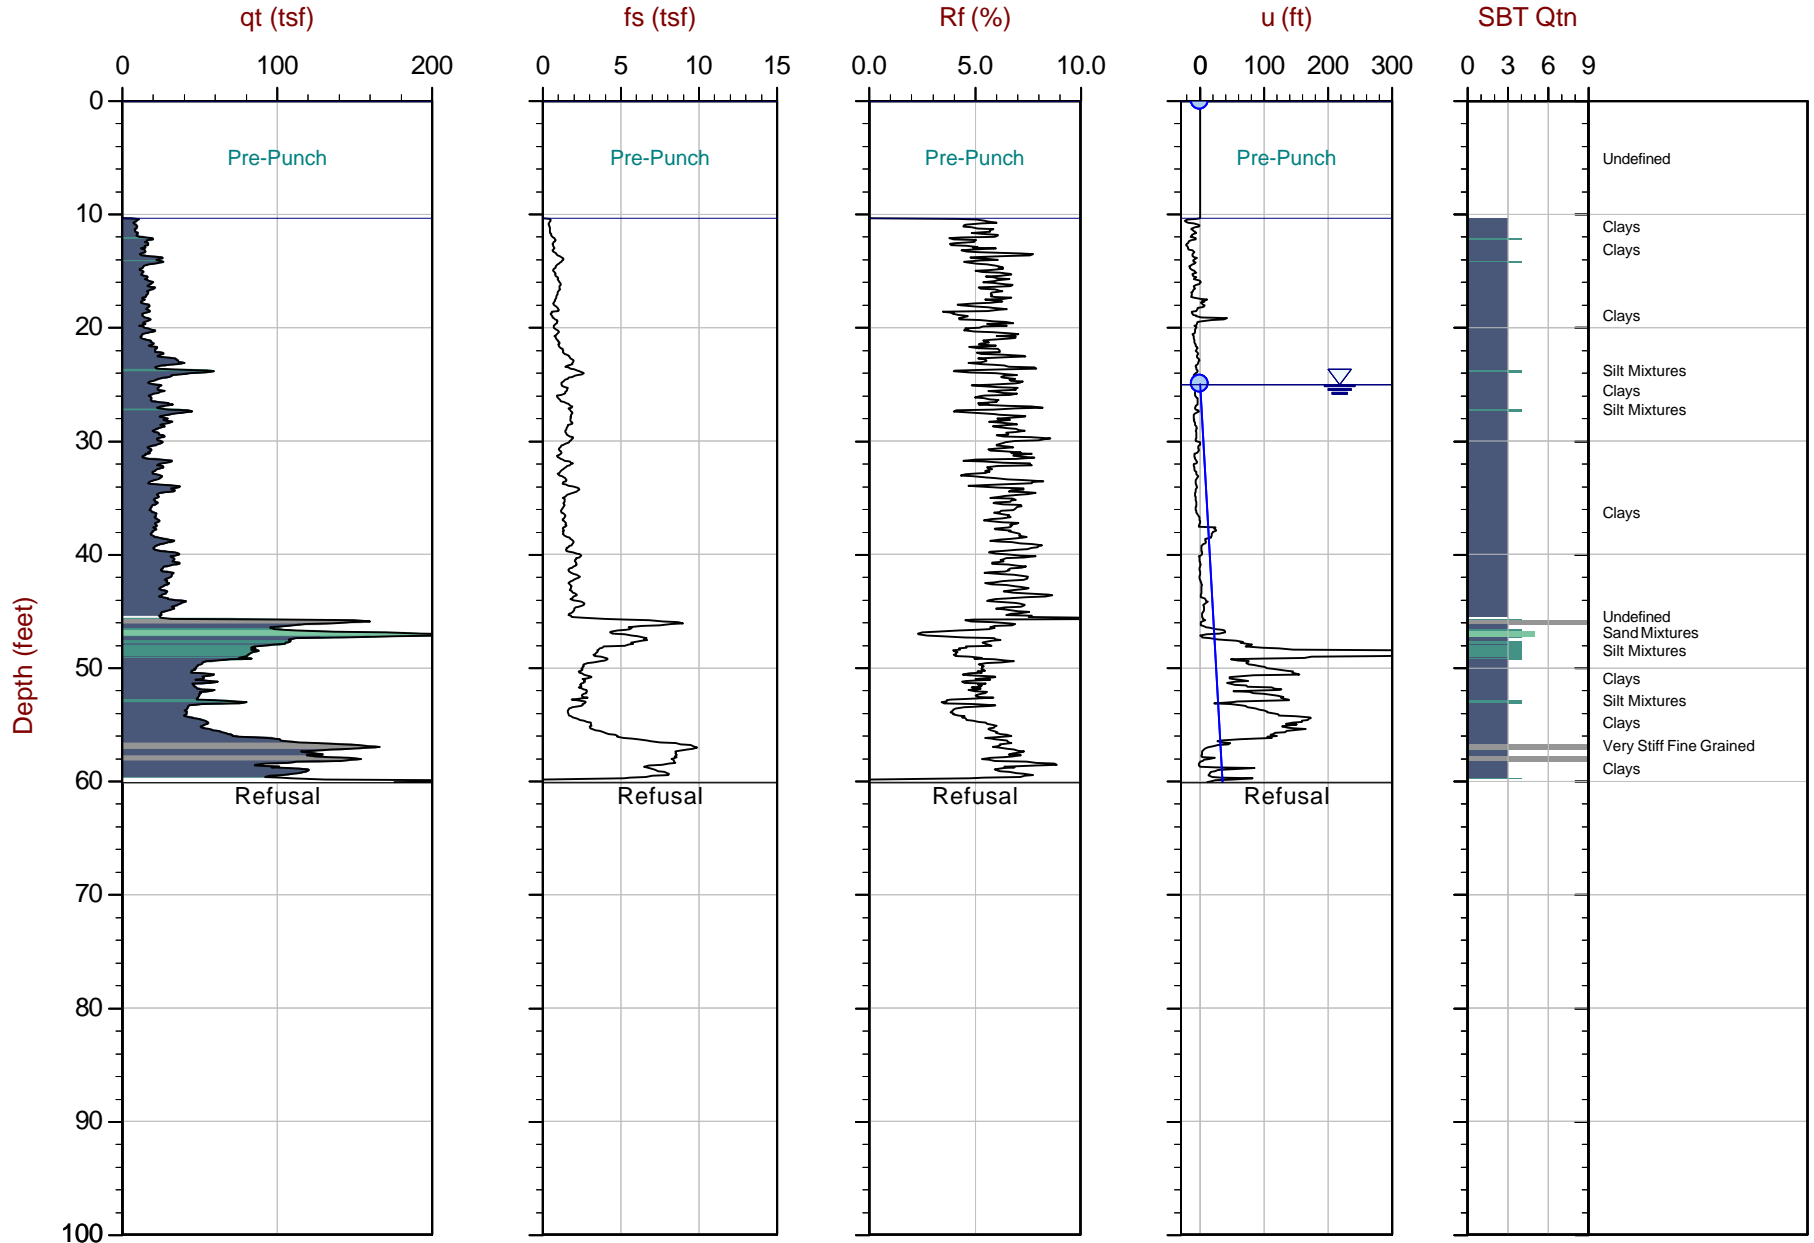 qt (tsf) fs (tsf) Rf (%) u (ft) SBT Qtn
0 100 200 0 5 10 15 0.0 5.0 10.0 0 100 200 300 0 3 6 9
0
Pre-Punch Pre-Punch Pre-Punch Pre-Punch Undefined
10
Clays
Clays
Clays
20
Silt Mixtures
Clays
Silt Mixtures
30
Clays
40
Undefined
Sand Mixtures
Silt Mixtures
50
Clays
Silt Mixtures
Clays
Very Stiff Fine Grained
Clays
60
Refusal Refusal Refusal Refusal
Depth (feet)
70
80
90
100